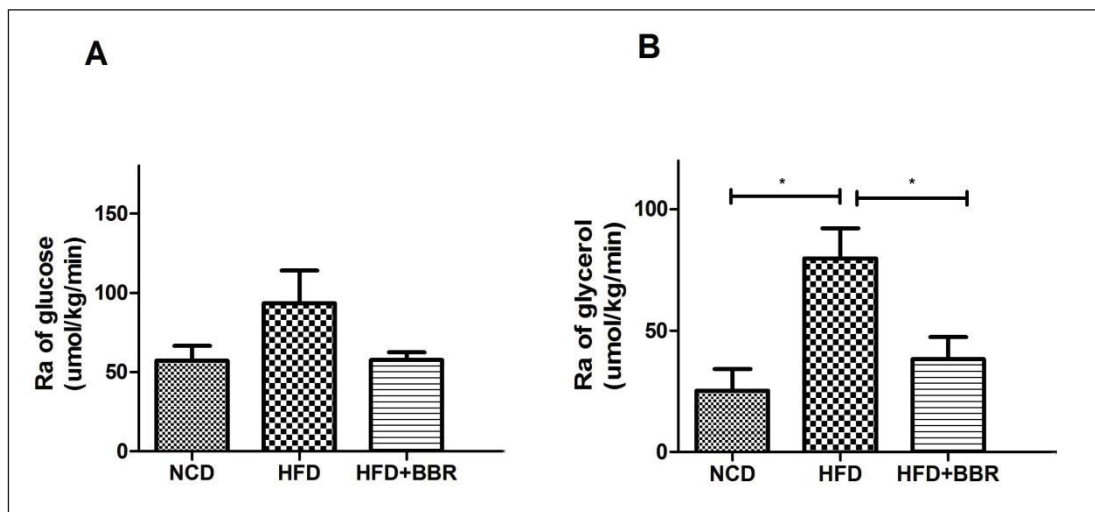 A
Ra of glucose
(umol/kg/min)
150
100
50
0
NCD HFD HFD+BBR
B
Ra of glycerol
(umol/kg/min)
100
50
0
* *
NCD HFD HFD+BBR